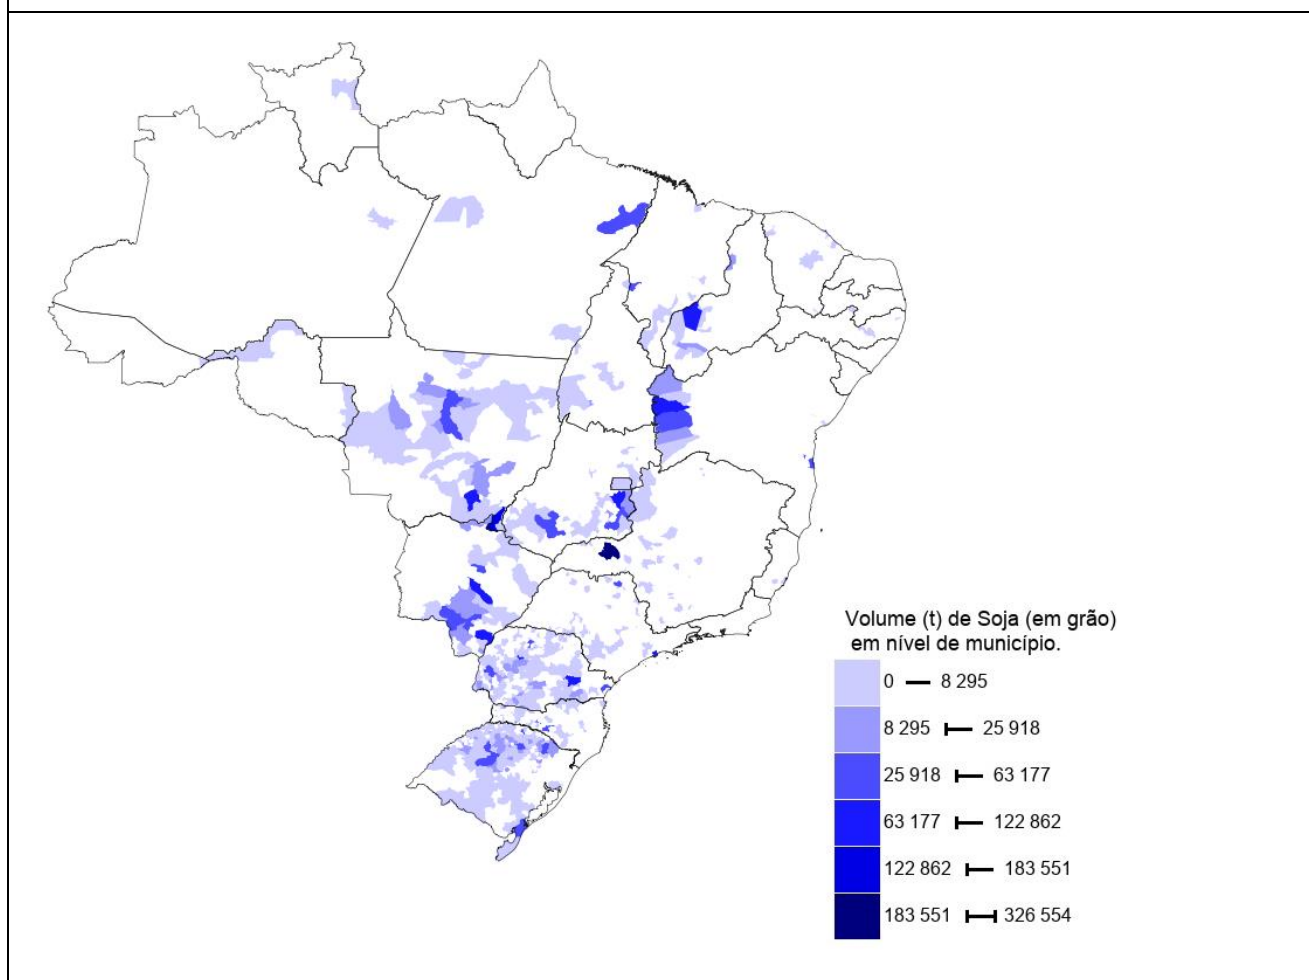 Volume (t) de Soja (em grão)
em nível de município.
0 — 8 295
8 295 ⊢ 25 918
25 918 ⊢ 63 177
63 177 ⊢ 122 862
122 862 ⊢ 183 551
183 551 ⊢⊣ 326 554